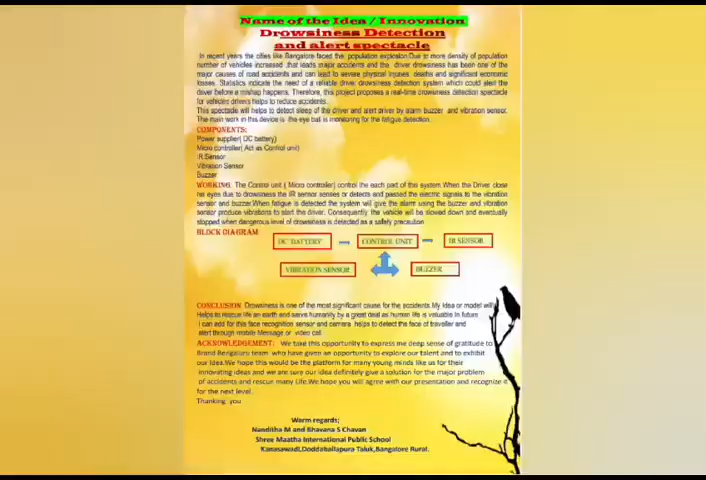 Name of the Idea / Innovation
Drowsiness Detection
and alert spectacle
In recent years the cities like Bangalore faced the population explosion.Due to more density of population
number of vehicles increased ,that leads major accidents and the driver drowsiness has been one of the
major causes of road accidents and can lead to severe physical injuries, deaths and significant economic
losses. Statistics indicate the need of a reliable driver drowsiness detection system which could alert the
driver before a mishap happens. Therefore, this project proposes a real-time drowsiness detection spectacle
for vehicles drivers helps to reduce accidents.
This spectacle will helps to detect sleep of the driver and alert driver by alarm buzzer and vibration sensor.
The main work in this device is the eye ball is monitoring for the fatigue detection.
COMPONENTS:
Power supplier( DC battery)
Micro controller( Act as Control unit)
IR Sensor
Vibration Sensor
Buzzer
WORKING: The Control unit ( Micro controller) control the each part of this system.When the Driver close
his eyes due to drowsiness the IR sensor senses or detects and passed the electric signals to the vibration
sensor and buzzer.When fatigue is detected the system will give the alarm using the buzzer and vibration
sensor produce vibrations to start the driver. Consequently the vehicle will be slowed down and eventually
stopped when dangerous level of drowsiness is detected as a safety precaution
BLOCK DIAGRAM
DC BATTERY CONTROL UNIT IR SENSOR
VIBRATION SENSOR BUZZER
CONCLUSION: Drowsiness is one of the most significant cause for the accidents.My Idea or model will
Helps to rescue life an earth and serve humanity by a great deal as human life is valuable.In future
I can add for this face recognition sensor and camera helps to detect the face of traveller and
alert through mobile Message or video call
ACKNOWLEDGEMENT: We take this opportunity to express me deep sense of gratitude to
Brand Bengaluru team who have given an opportunity to explore our talent and to exhibit
our Idea.We hope this would be the platform for many young minds like us for their
innovating ideas and we are sure our idea definitely give a solution for the major problem
of accidents and rescue many Life.We hope you will agree with our presentation and recognize it
for the next level.
Thanking you
Warm regards;
Nanditha M and Bhavana S Chavan
Shree Maatha International Public School
Kanasawadi,Doddaballapura Taluk,Bangalore Rural.